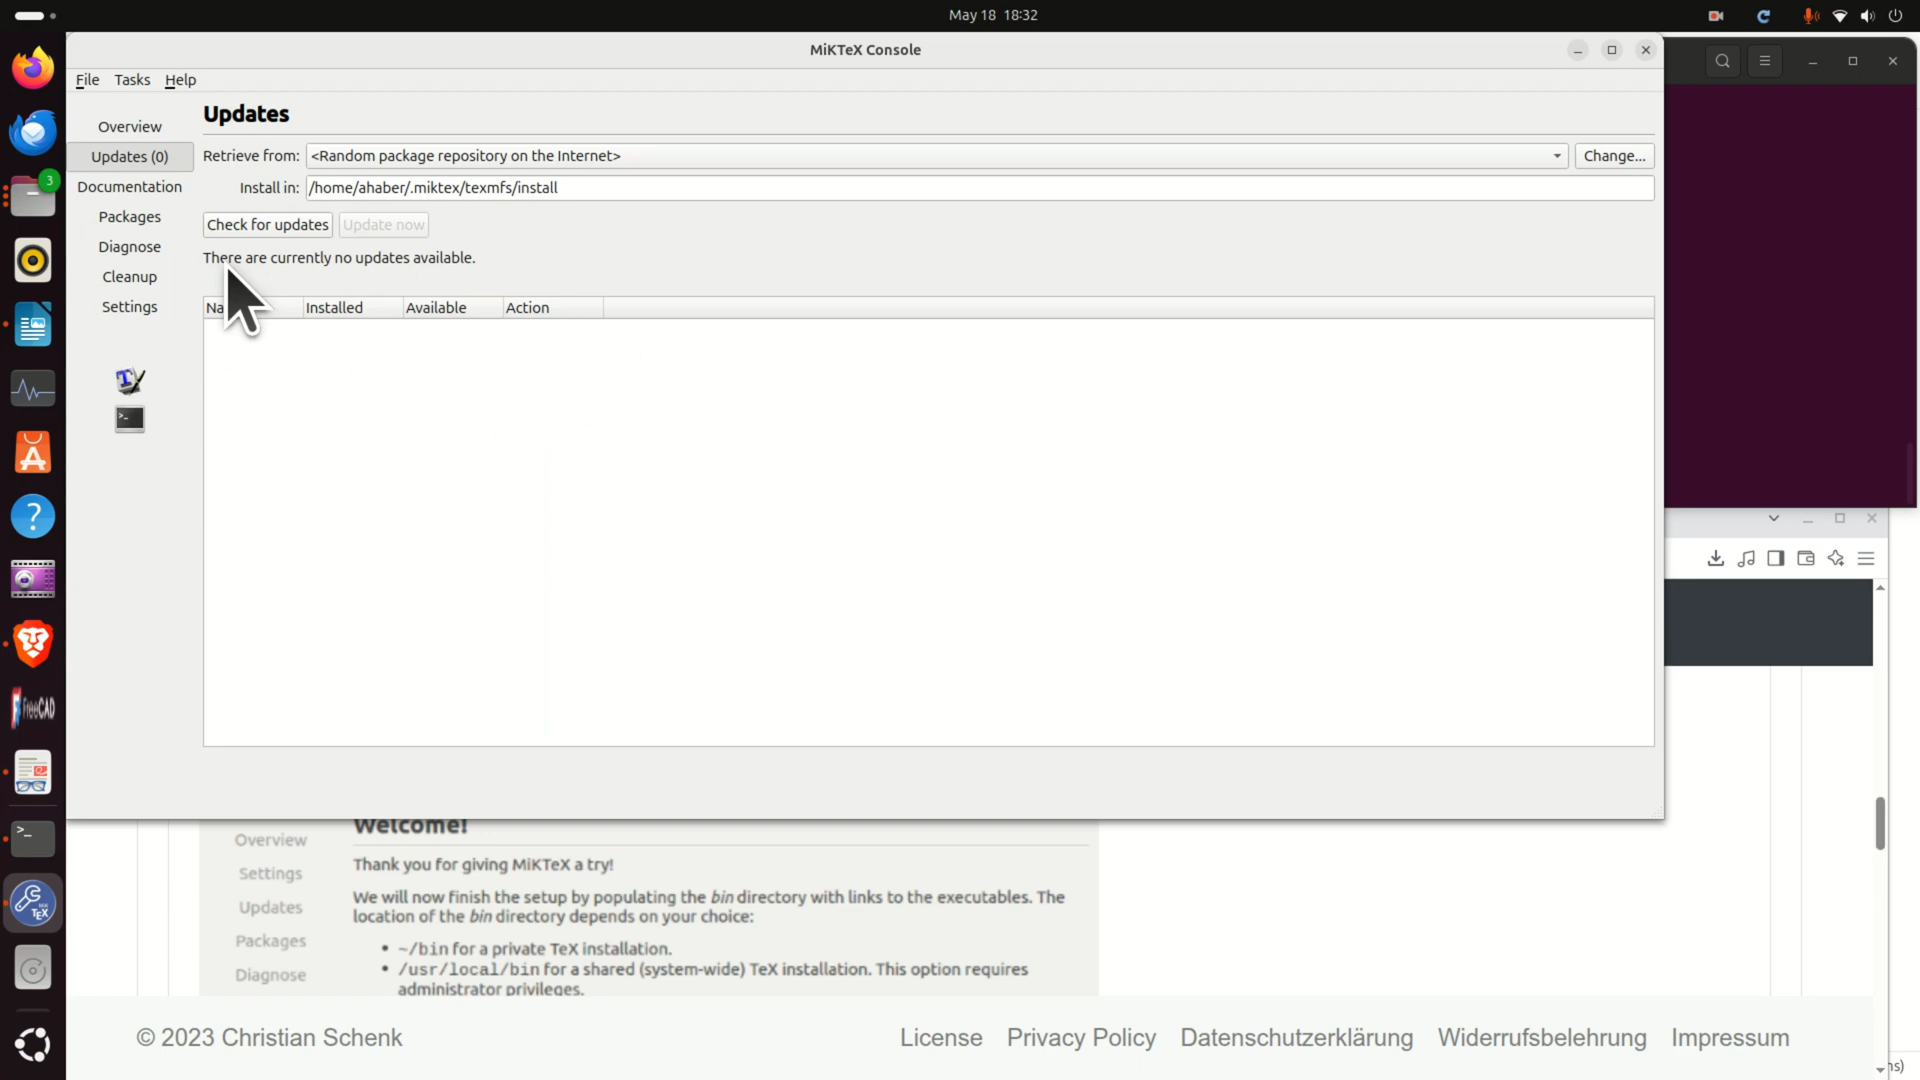 May 18 18:32
MiKTeX Console
File Tasks Help
Updates
Overview
Updates (0)
Documentation
Packages
Diagnose
Cleanup
Settings
Retrieve from: <Random package repository on the Internet> Change...
Install in: /home/ahaber/.miktex/texmfs/install
Check for updates Update now
There are currently no updates available.
Installed Available Action
3
FreeCAD
TEX
Welcome!
Overview
Settings
Updates
Packages
Diagnose
Thank you for giving MiKTeX a try!
We will now finish the setup by populating the bin directory with links to the executables. The
location of the bin directory depends on your choice:
• ~/bin for a private TeX installation.
• /usr/local/bin for a shared (system-wide) TeX installation. This option requires
administrator privileges.
© 2023 Christian Schenk
License Privacy Policy Datenschutzerklärung Widerrufsbelehrung Impressum